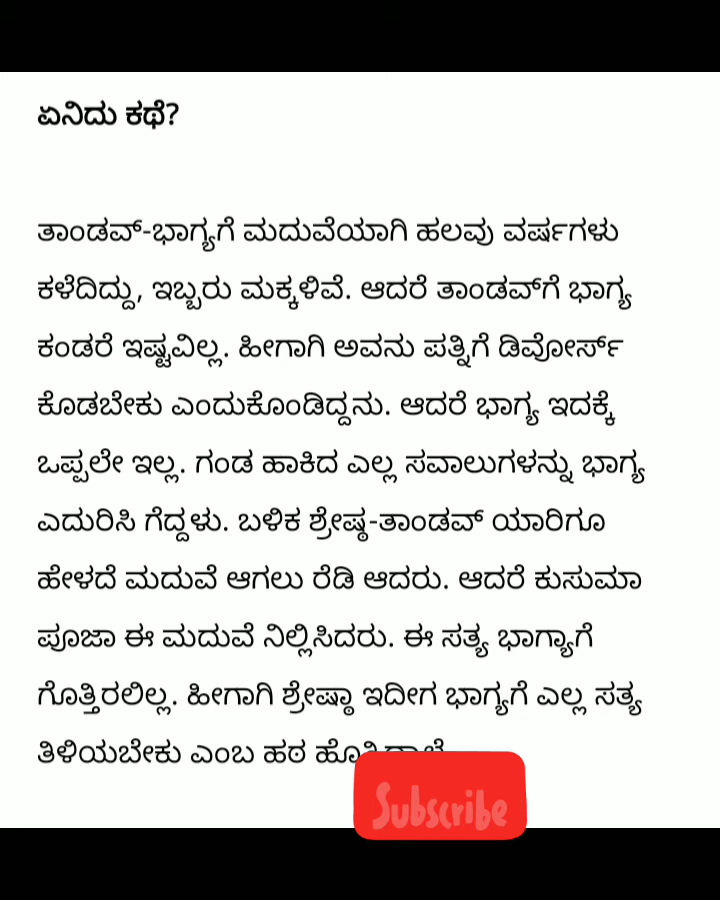 ಏನಿದು ಕಥೆ?
ತಾಂಡವ್-ಭಾಗ್ಯಗೆ ಮದುವೆಯಾಗಿ ಹಲವು ವರ್ಷಗಳು
ಕಳೆದಿದ್ದು, ಇಬ್ಬರು ಮಕ್ಕಳಿವೆ. ಆದರೆ ತಾಂಡವ್‌ಗೆ ಭಾಗ್ಯ
ಕಂಡರೆ ಇಷ್ಟವಿಲ್ಲ. ಹೀಗಾಗಿ ಅವನು ಪತ್ನಿಗೆ ಡಿವೋರ್ಸ್
ಕೊಡಬೇಕು ಎಂದುಕೊಂಡಿದ್ದನು. ಆದರೆ ಭಾಗ್ಯ ಇದಕ್ಕೆ
ಒಪ್ಪಲೇ ಇಲ್ಲ. ಗಂಡ ಹಾಕಿದ ಎಲ್ಲ ಸವಾಲುಗಳನ್ನು ಭಾಗ್ಯ
ಎದುರಿಸಿ ಗೆದ್ದಳು. ಬಳಿಕ ಶ್ರೇಷ್ಠ-ತಾಂಡವ್ ಯಾರಿಗೂ
ಹೇಳದೆ ಮದುವೆ ಆಗಲು ರೆಡಿ ಆದರು. ಆದರೆ ಕುಸುಮಾ
ಪೂಜಾ ಈ ಮದುವೆ ನಿಲ್ಲಿಸಿದರು. ಈ ಸತ್ಯ ಭಾಗ್ಯಾಗೆ
ಗೊತ್ತಿರಲಿಲ್ಲ. ಹೀಗಾಗಿ ಶ್ರೇಷ್ಠಾ ಇದೀಗ ಭಾಗ್ಯಗೆ ಎಲ್ಲ ಸತ್ಯ
ತಿಳಿಯಬೇಕು ಎಂಬ ಹಠ
Subscribe